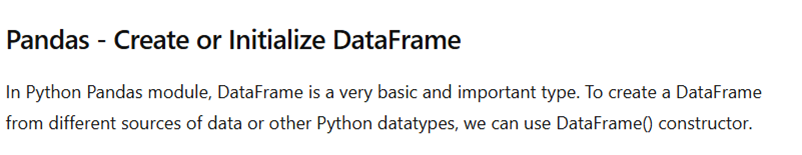 Pandas - Create or Initialize DataFrame
In Python Pandas module, DataFrame is a very basic and important type. To create a DataFrame
from different sources of data or other Python datatypes, we can use DataFrame() constructor.